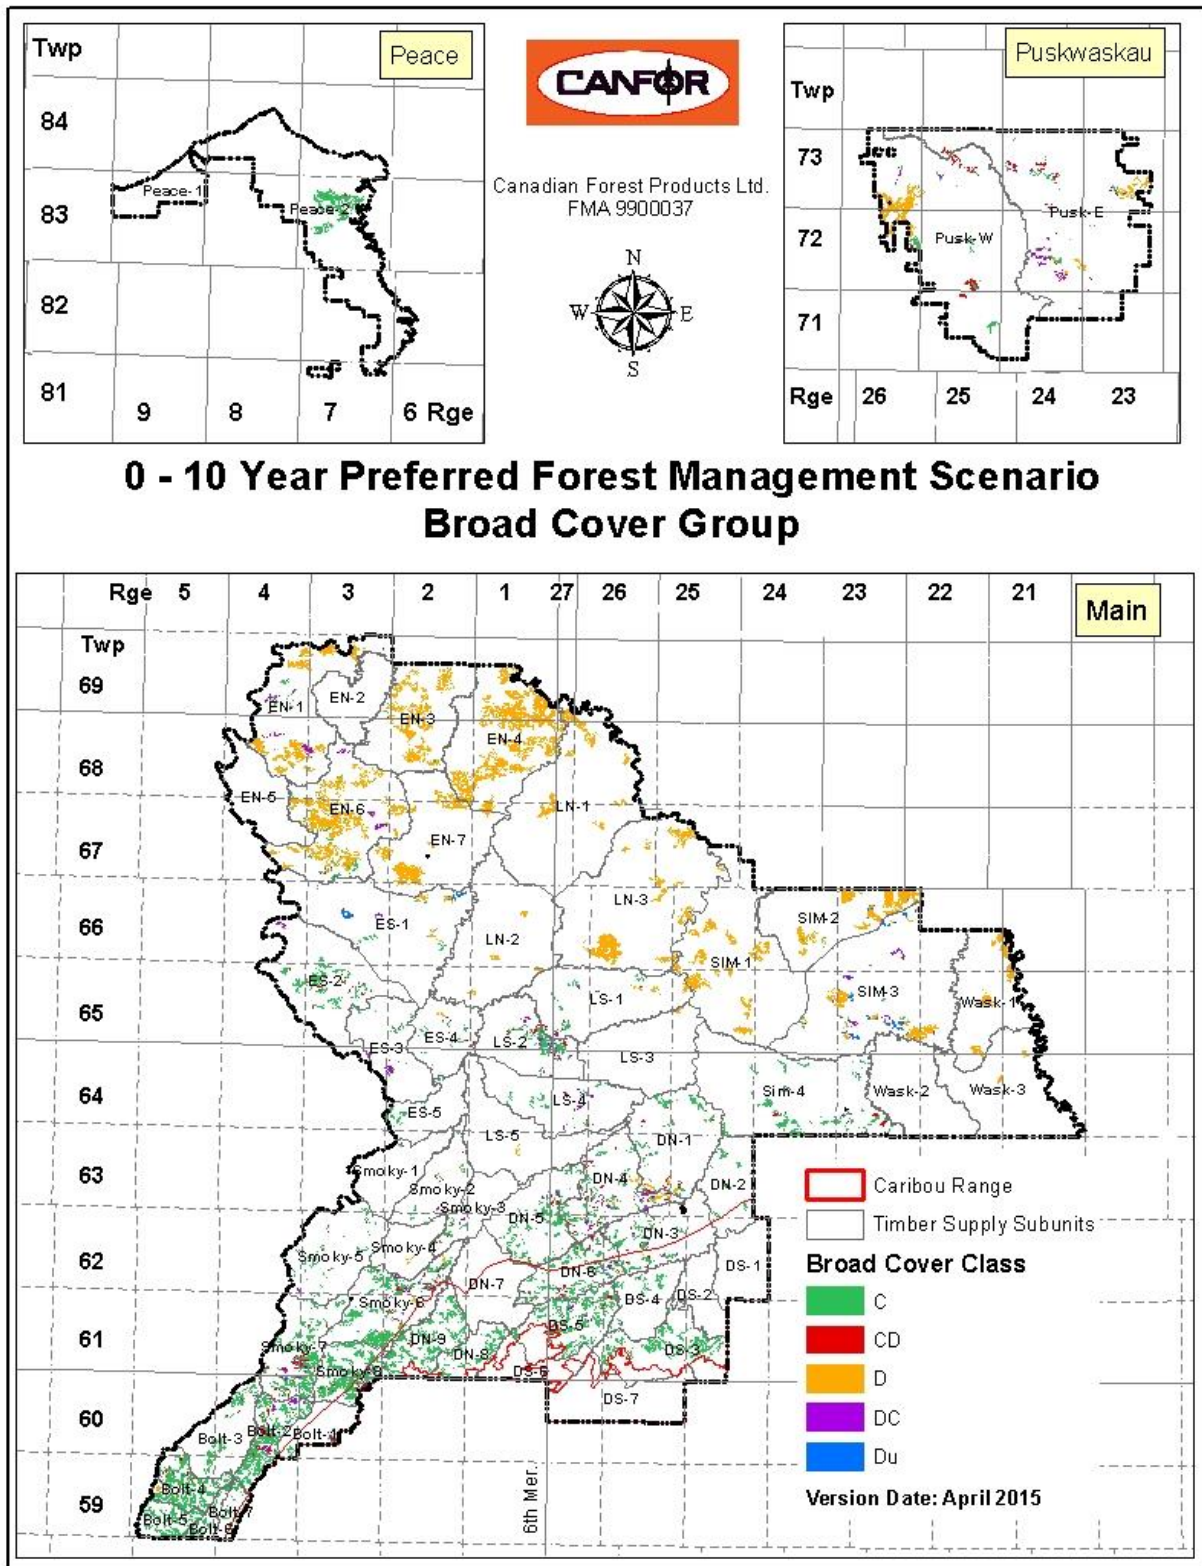 Twp
Peace
84
83
82
81
Peace-1
Peace-2
9 8 7 6 Rge
CANFOR
Canadian Forest Products Ltd.
FMA 9900037
N
W E
S
Puskwaskau
Twp
73
72
71
Pusk-W
Pusk-E
Rge 26 25 24 23
0 - 10 Year Preferred Forest Management Scenario
Broad Cover Group
Rge 5 4 3 2 1 27 26 25 24 23 22 21
Main
Twp
69
68
67
66
65
64
63
62
61
60
59
EN-1
EN-2
EN-3
EN-4
EN-5
EN-6
EN-7
LN-1
LN-2
LN-3
ES-1
ES-2
ES-3
ES-4
ES-5
LS-1
LS-2
LS-3
LS-4
LS-5
SIM-1
SIM-2
SIM-3
Sim-4
Wask-1
Wask-2
Wask-3
DN-1
DN-2
DN-3
DN-4
DN-5
DN-6
DN-7
DN-8
DN-9
DS-1
DS-2
DS-3
DS-4
DS-5
DS-6
DS-7
Smoky-1
Smoky-2
Smoky-3
Smoky-4
Smoky-5
Smoky-6
Smoky-7
Bolt-1
Bolt-2
Bolt-3
Bolt-4
Bolt-5
Bolt-6
6th Mer.
Caribou Range
Timber Supply Subunits
Broad Cover Class
C
CD
D
DC
Du
Version Date: April 2015